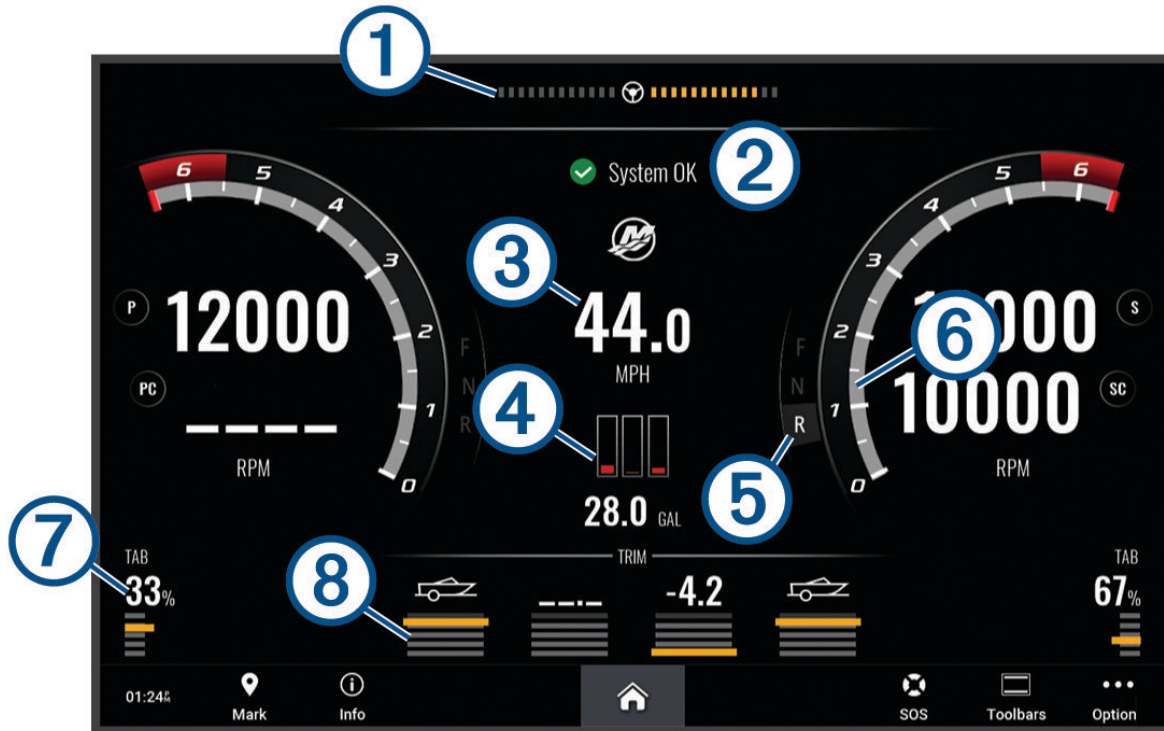 1
System OK
2
3
4
5
6
7
8
6
5
4
3
2
1
0
P
12000
PC
----
RPM
F
N
R
44.0
MPH
28.0 GAL
F
N
R
6
5
4
3
2
1
0
S
10000
SC
RPM
TAB
33%
TRIM
--.-
-4.2
TAB
67%
01:24 PM
Mark
Info
SOS
Toolbars
Option